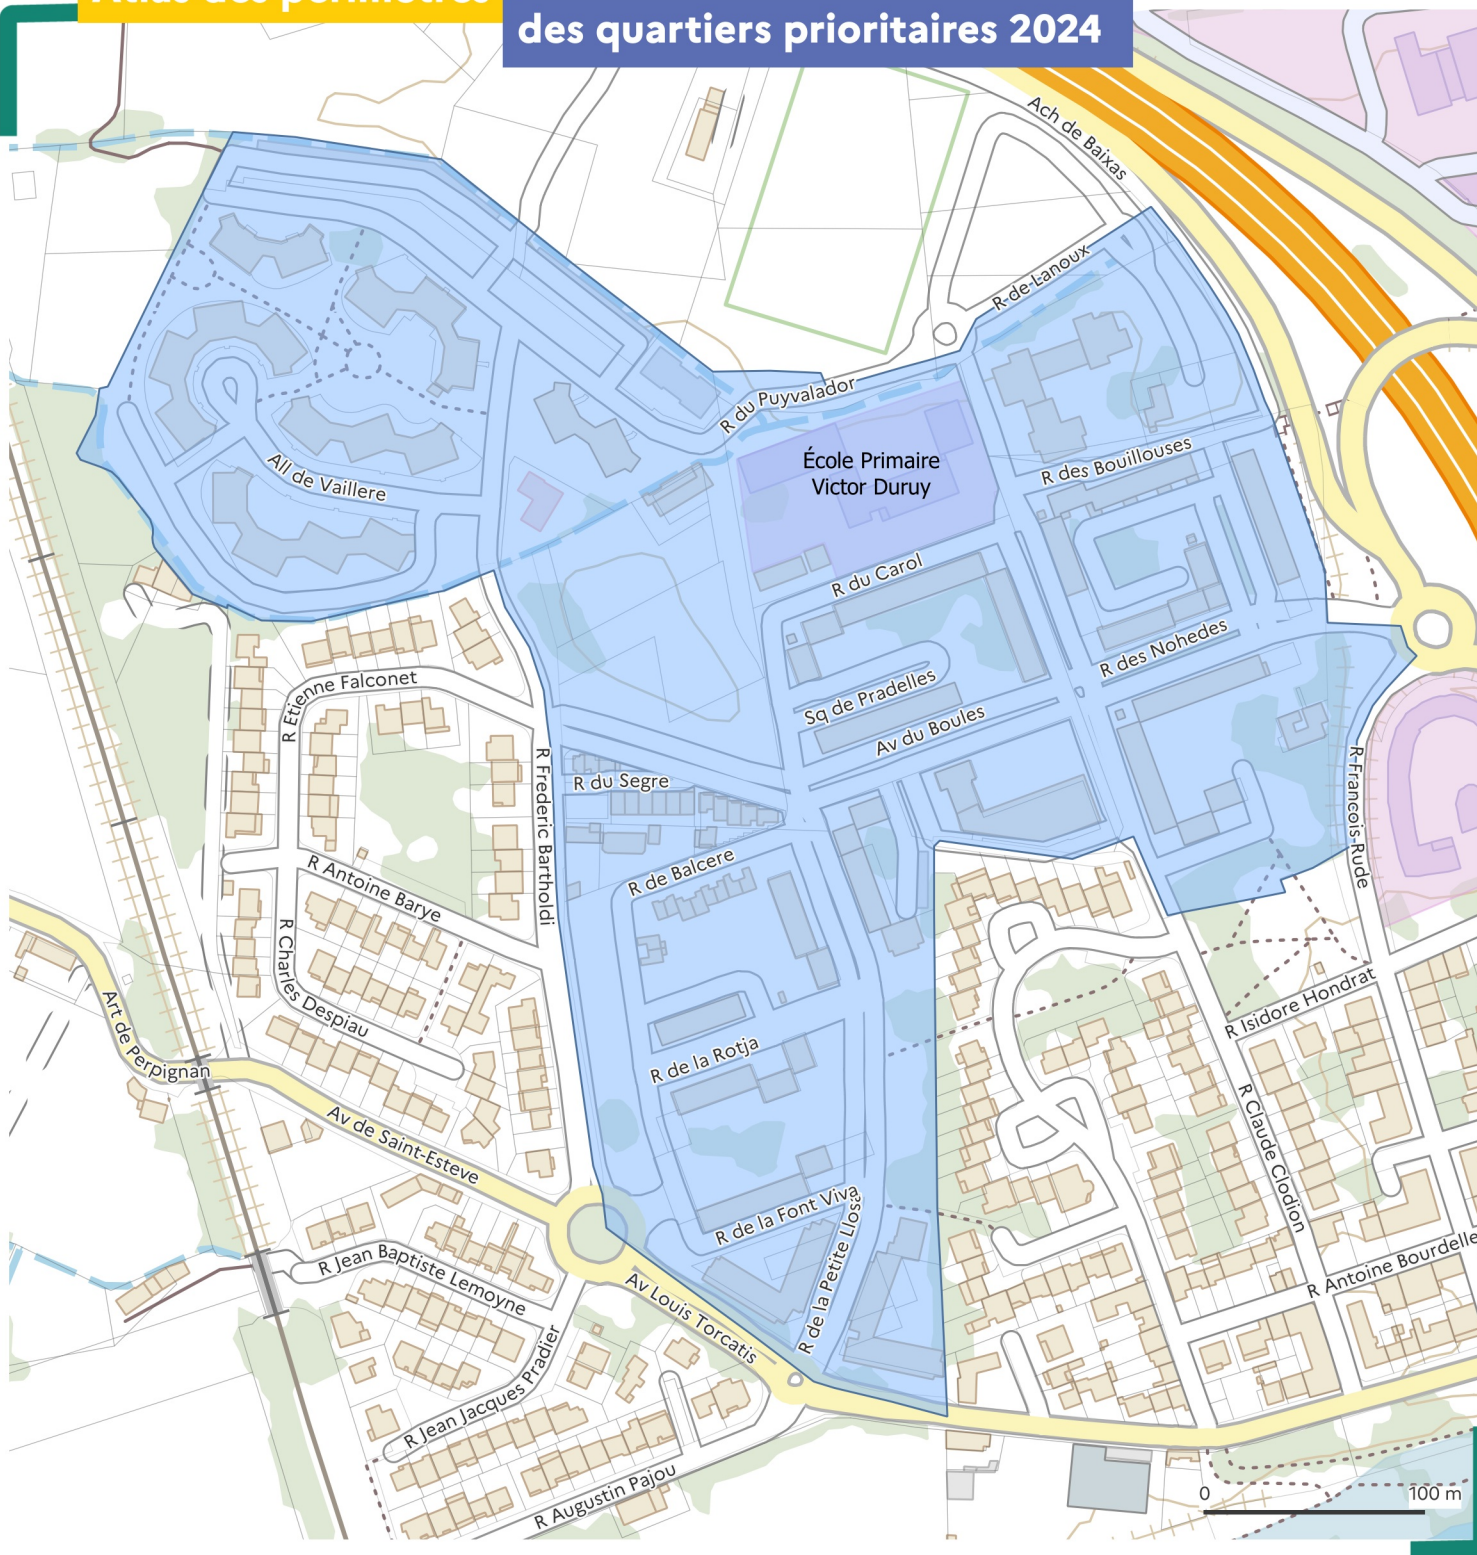 Atlas des périmètres
des quartiers prioritaires 2024
Ach de Baixas
R de Lanoux
R du Puyvalador
École Primaire
Victor Duruy
R des Bouillouses
All de Vaillere
R du Carol
R des Nohedes
Sq de Pradelles
R Etienne Falconet
Av du Boules
R Frederic Bartholdi
R du Segre
R Francois-Rude
R de Balcere
R Antoine Barye
R Charles Despiau
Art de Perpignan
R Isidore Hondrat
R de la Rotja
Av de Saint-Esteve
R Claude Clodion
R de la Font Viva
R de la Petite Llosa
R Jean Baptiste Lemoyne
R Antoine Bourdelle
Av Louis Torcatis
R Jean Jacques Pradier
R Augustin Pajou
0 100 m